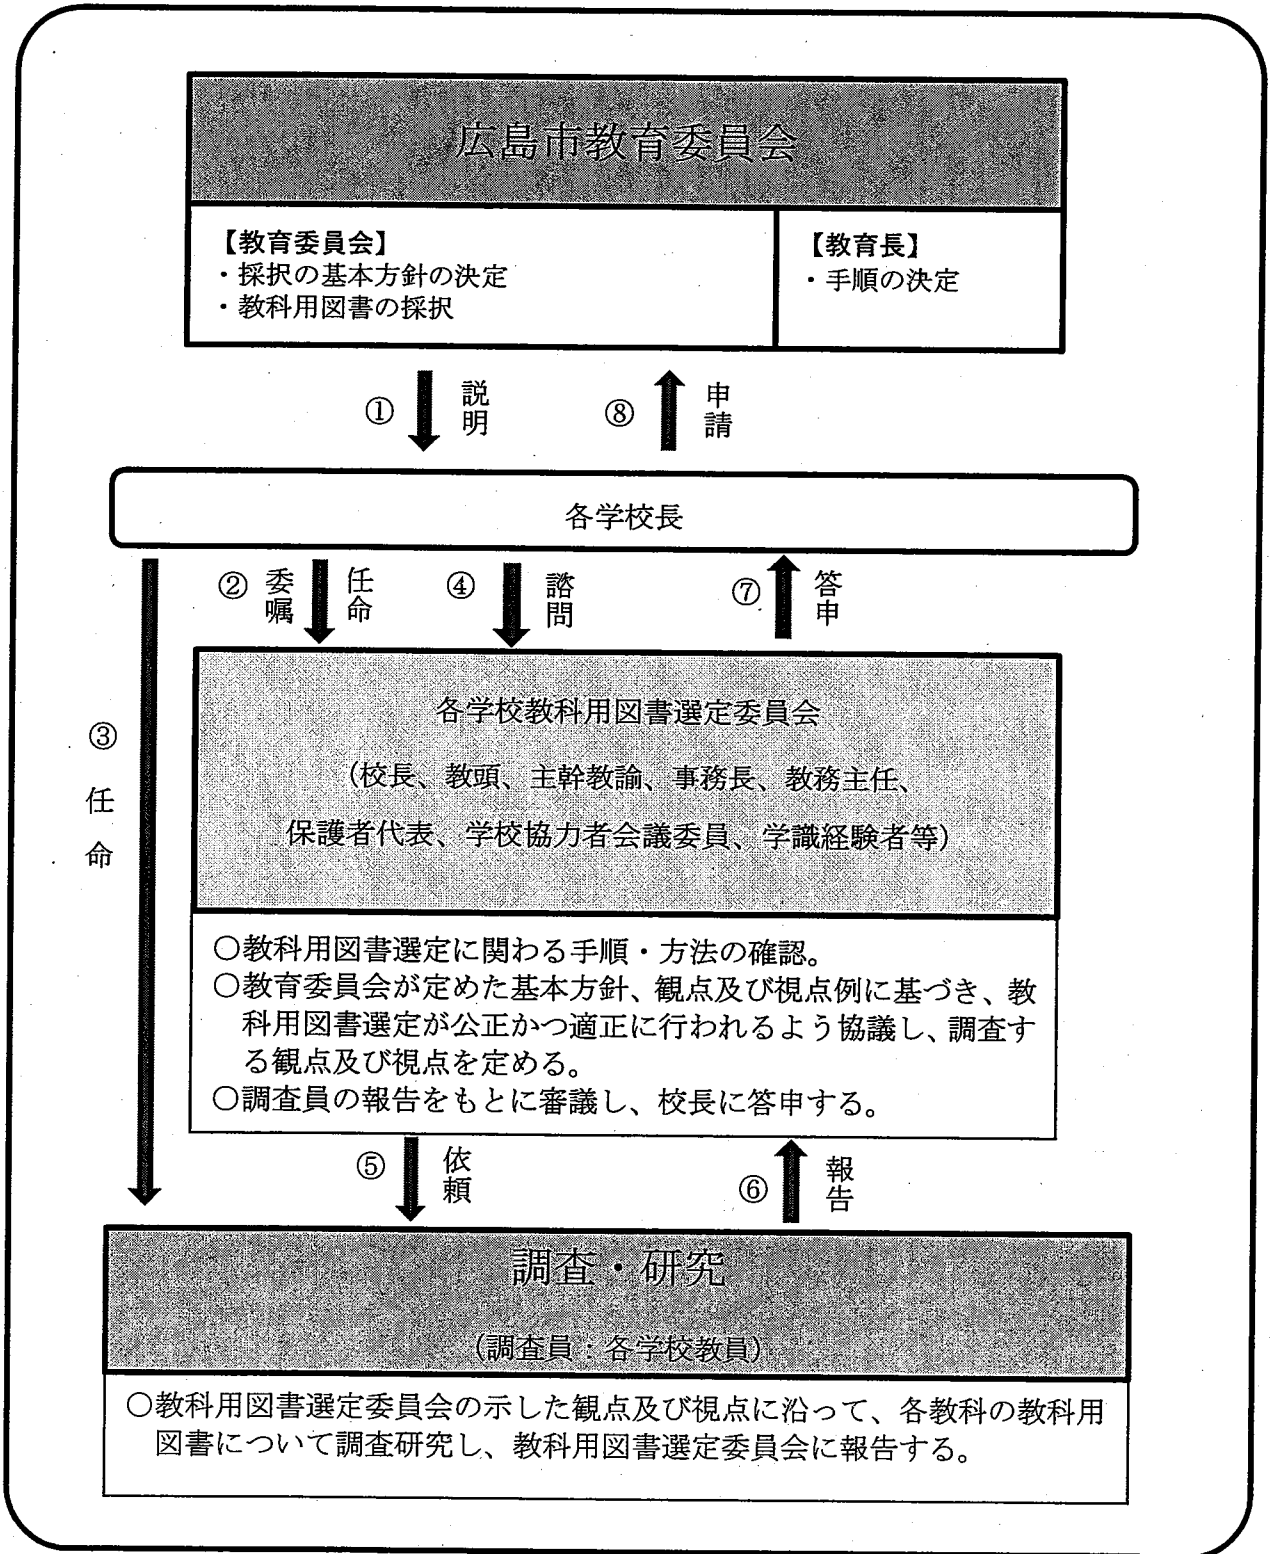 広島市教育委員会
【教育委員会】
・採択の基本方針の決定
・教科用図書の採択
【教育長】
・手順の決定
① 説明
⑧ 申請
各学校長
② 委嘱 任命
④ 諮問
⑦ 答申
③任命
各学校教科用図書選定委員会
(校長、教頭、主幹教諭、事務長、教務主任、
保護者代表、学校協力者会議委員、学識経験者等)
○教科用図書選定に関わる手順・方法の確認。
○教育委員会が定めた基本方針、観点及び視点例に基づき、教
科用図書選定が公正かつ適正に行われるよう協議し、調査す
る観点及び視点を定める。
○調査員の報告をもとに審議し、校長に答申する。
⑤ 依頼
⑥ 報告
調査・研究
(調査員:各学校教員)
○教科用図書選定委員会の示した観点及び視点に沿って、各教科の教科用
図書について調査研究し、教科用図書選定委員会に報告する。